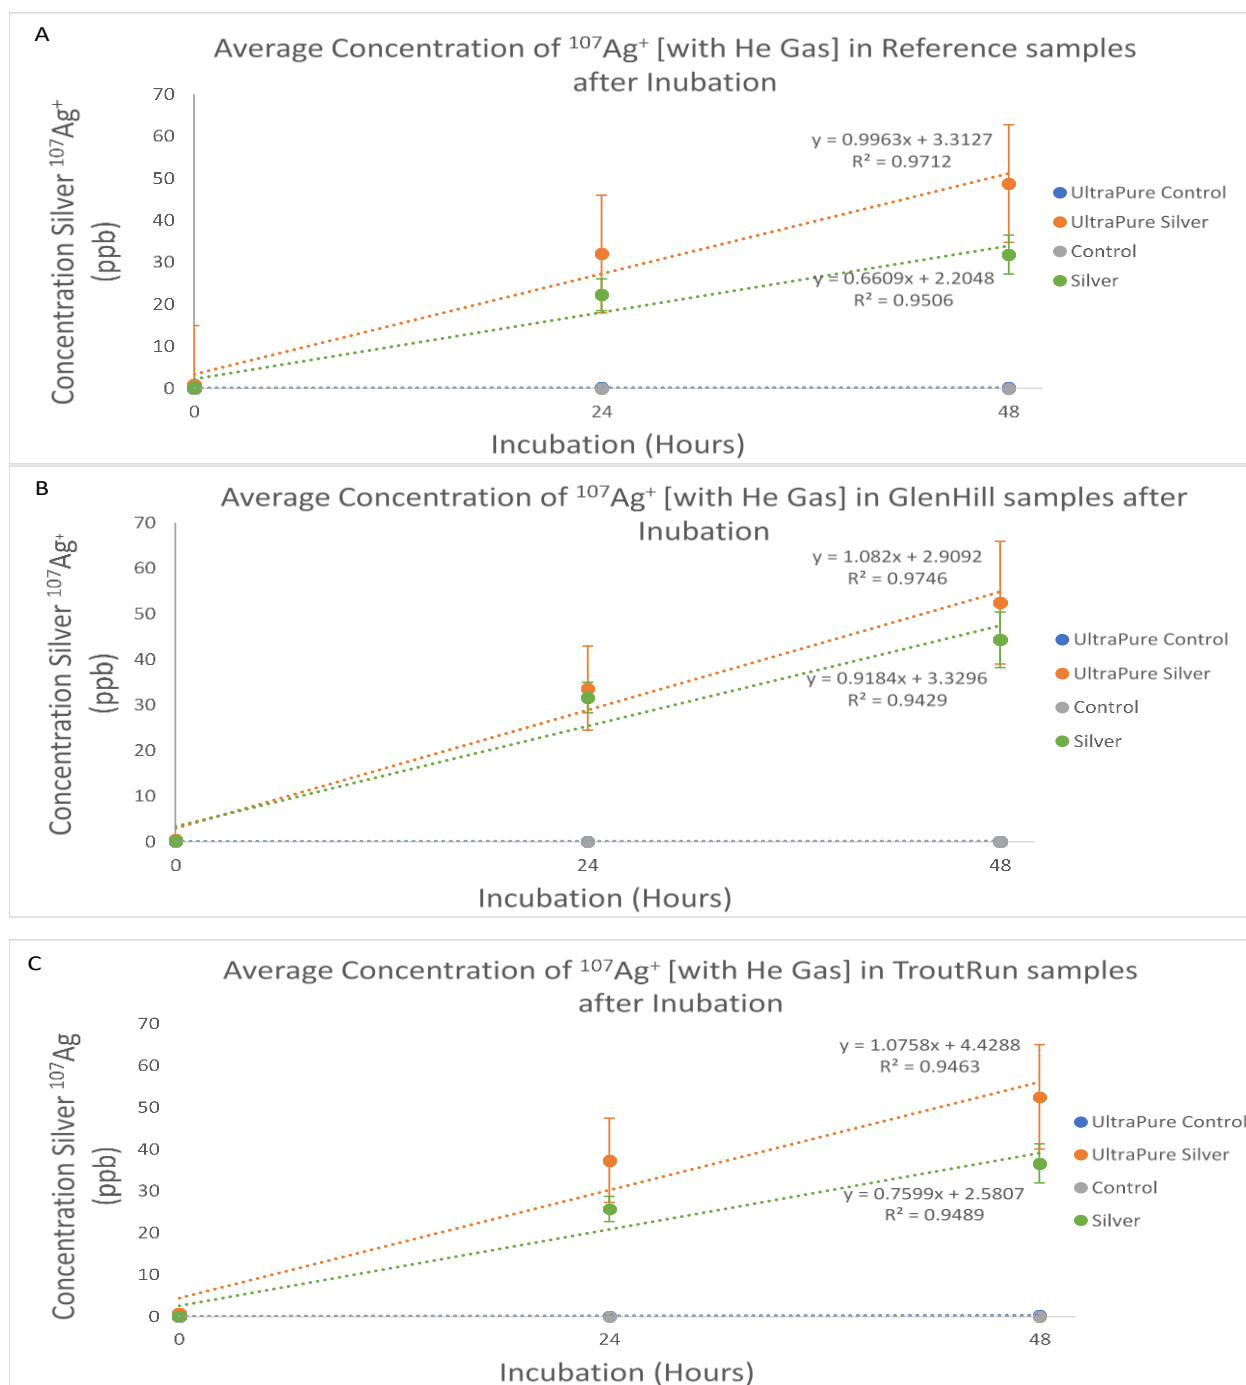 A
Average Concentration of ¹⁰⁷Ag⁺ [with He Gas] in Reference samples
after Inubation
Concentration Silver ¹⁰⁷Ag⁺
(ppb)
70
60
50
40
30
20
10
0
y = 0.9963x + 3.3127
R² = 0.9712
y = 0.6609x + 2.2048
R² = 0.9506
UltraPure Control
UltraPure Silver
Control
Silver
0
24
48
Incubation (Hours)
B
Average Concentration of ¹⁰⁷Ag⁺ [with He Gas] in GlenHill samples after
Inubation
Concentration Silver ¹⁰⁷Ag⁺
(ppb)
70
60
50
40
30
20
10
0
y = 1.082x + 2.9092
R² = 0.9746
y = 0.9184x + 3.3296
R² = 0.9429
UltraPure Control
UltraPure Silver
Control
Silver
0
24
48
Incubation (Hours)
C
Average Concentration of ¹⁰⁷Ag⁺ [with He Gas] in TroutRun samples
after Inubation
Concentration Silver ¹⁰⁷Ag
(ppb)
70
60
50
40
30
20
10
0
y = 1.0758x + 4.4288
R² = 0.9463
y = 0.7599x + 2.5807
R² = 0.9489
UltraPure Control
UltraPure Silver
Control
Silver
0
24
48
Incubation (Hours)